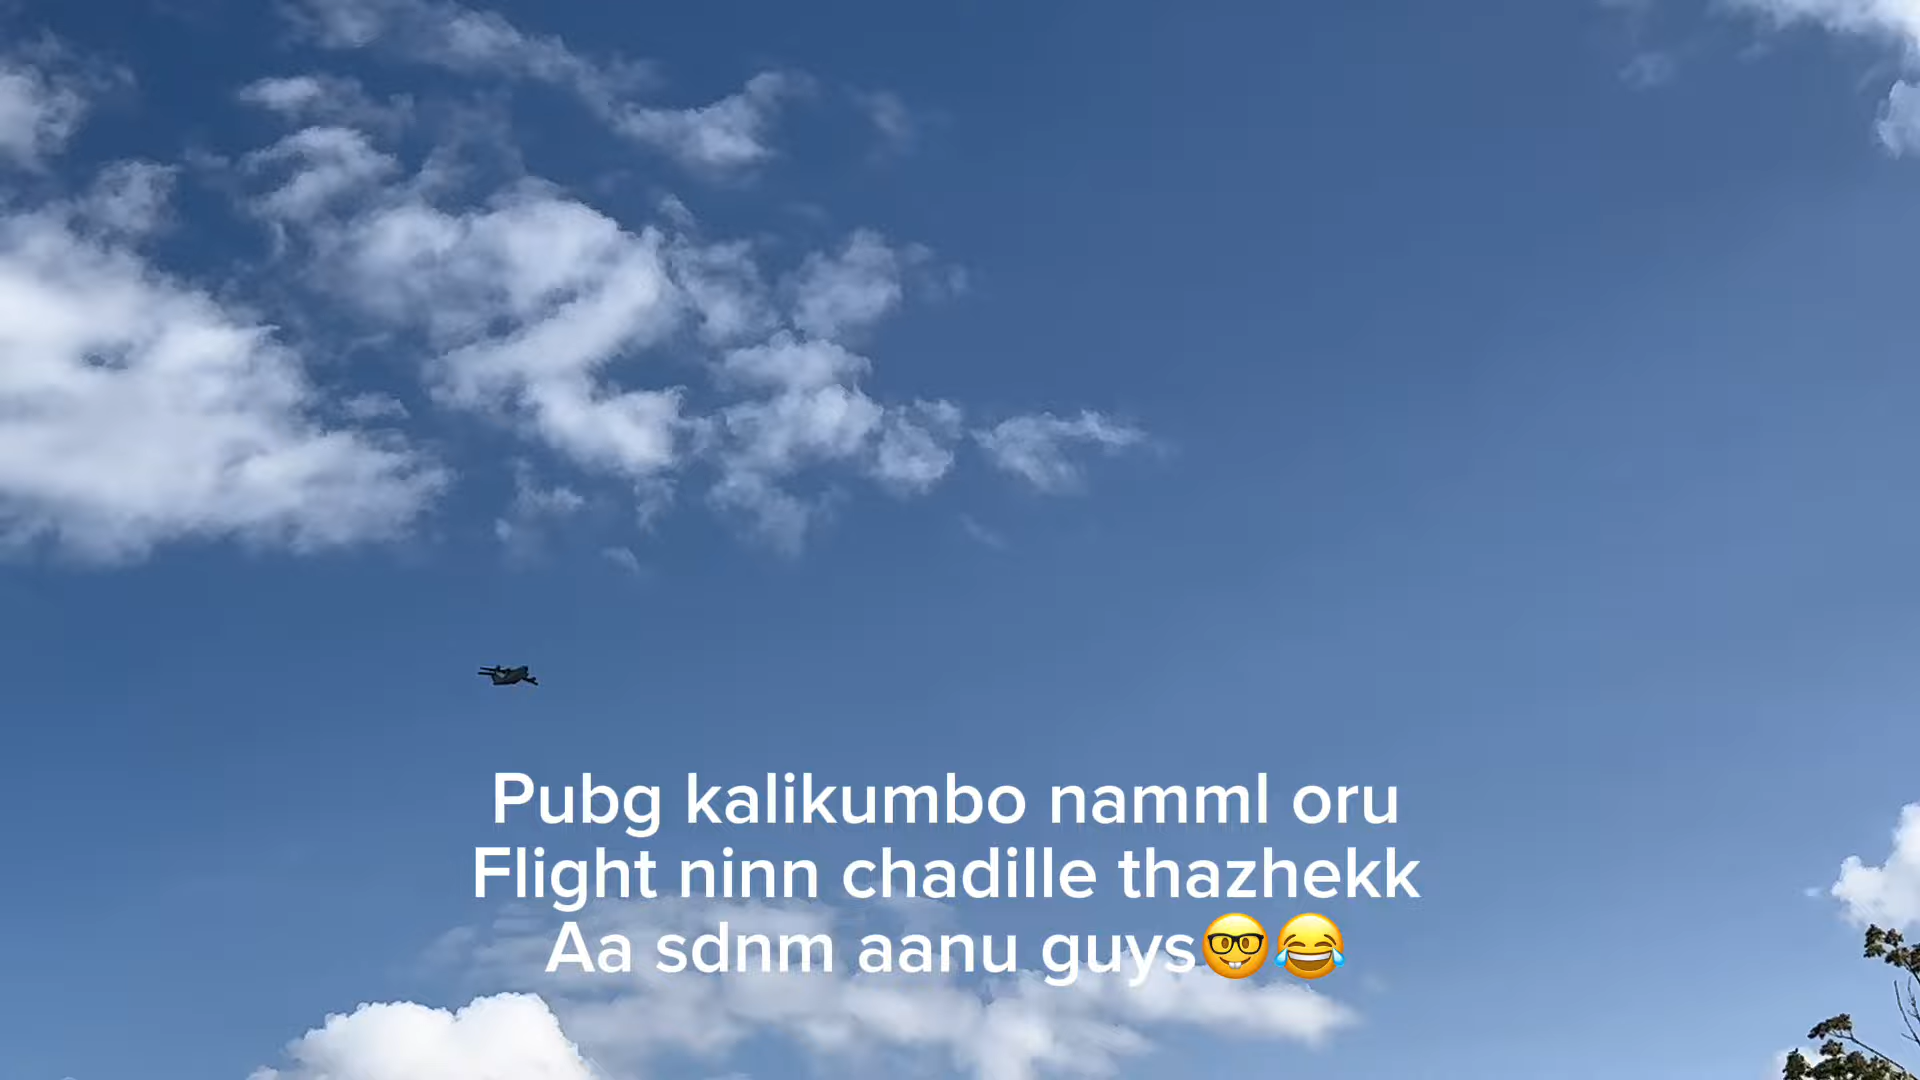 Pubg kalikumbo namml oru
Flight ninn chadille thazhekk
Aa sdnm aanu guys🤓😂